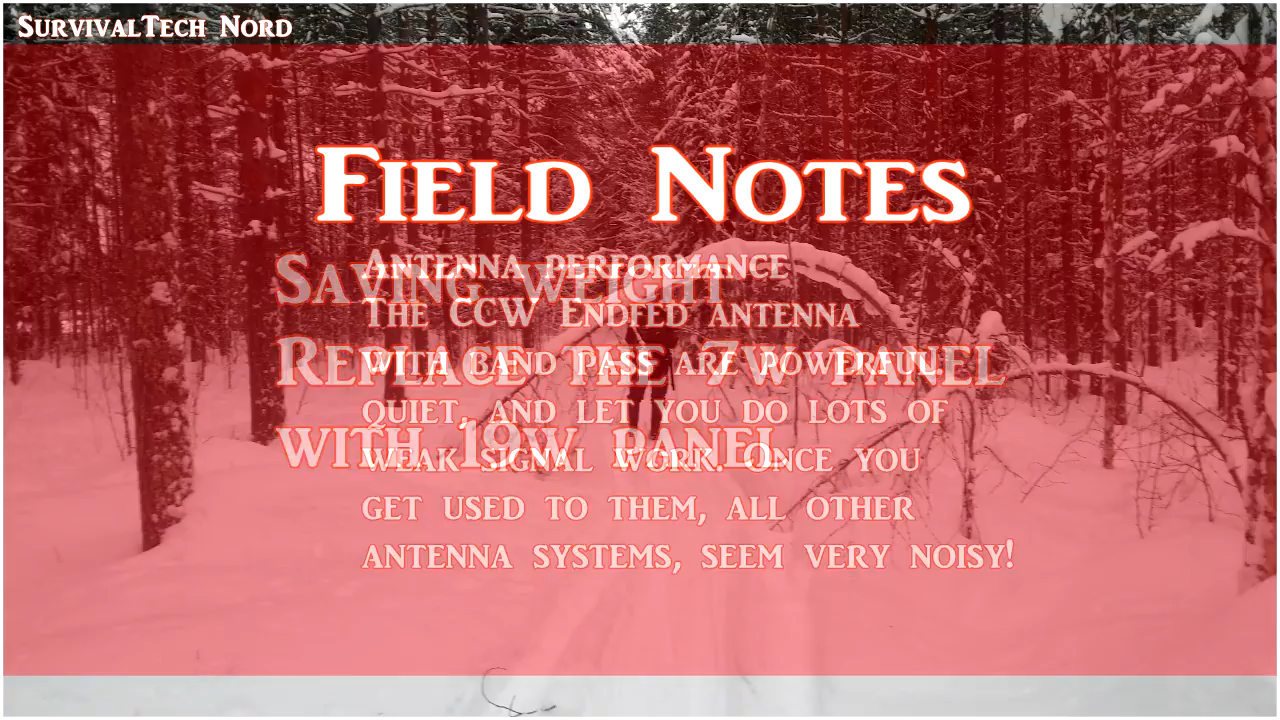 SurvivalTech Nord
Field Notes
Saving weight
Replace the 7w panel
with 19w panel.
Antenna performance
The CCW Endfed antenna
with band pass are powerful.
quiet, and let you do lots of
weak signal work. Once you
get used to them, all other
antenna systems, seem very noisy!